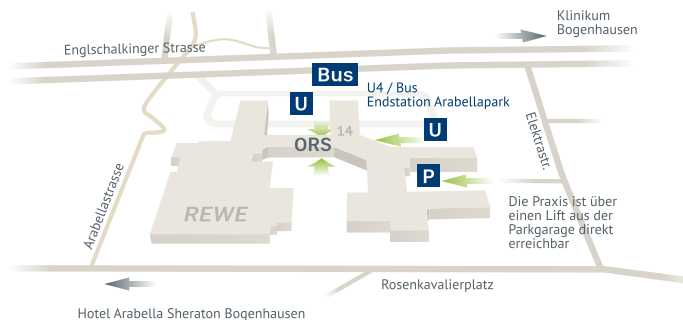 Klinikum
Bogenhausen
Englschalkinger Strasse
Bus
U4 / Bus
Endstation Arabellapark
U
14
U
ORS
Elektrastr.
P
Arabellastrasse
REWE
Die Praxis ist über
einen Lift aus der
Parkgarage direkt
erreichbar
Rosenkavalierplatz
Hotel Arabella Sheraton Bogenhausen